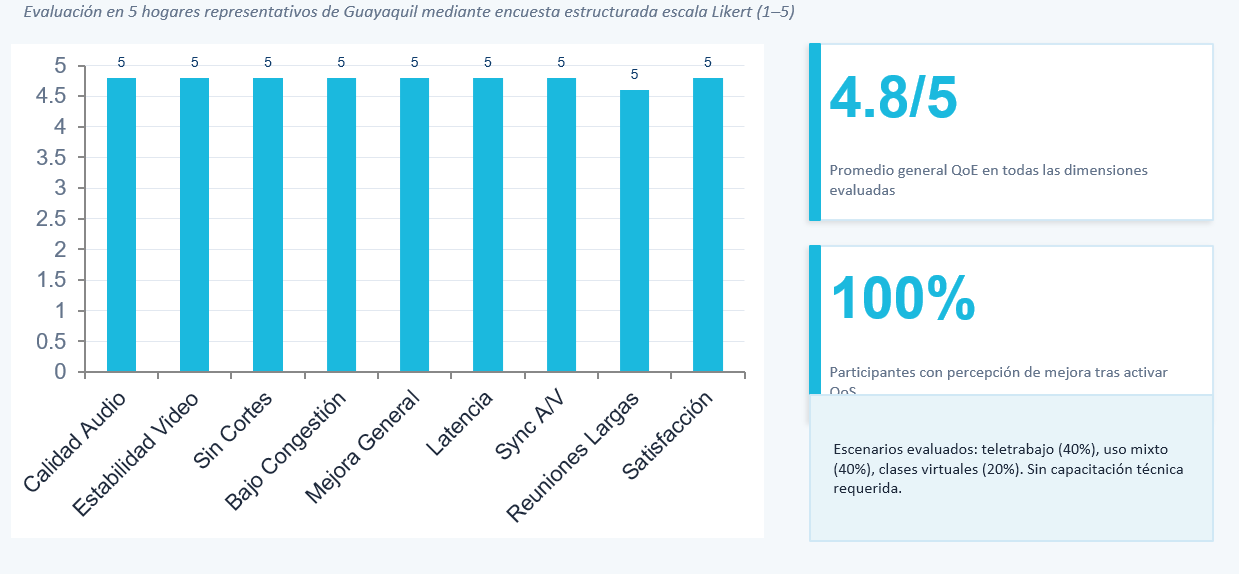 Evaluación en 5 hogares representativos de Guayaquil mediante encuesta estructurada escala Likert (1–5)
5
4.5
4
3.5
3
2.5
2
1.5
1
0.5
0
5 5 5 5 5 5 5 5 5
Calidad Audio
Estabilidad Video
Sin Cortes
Bajo Congestión
Mejora General
Latencia
Sync A/V
Reuniones Largas
Satisfacción
4.8/5
Promedio general QoE en todas las dimensiones
evaluadas
100%
Participantes con percepción de mejora tras activar
QoS
Escenarios evaluados: teletrabajo (40%), uso mixto
(40%), clases virtuales (20%). Sin capacitación técnica
requerida.